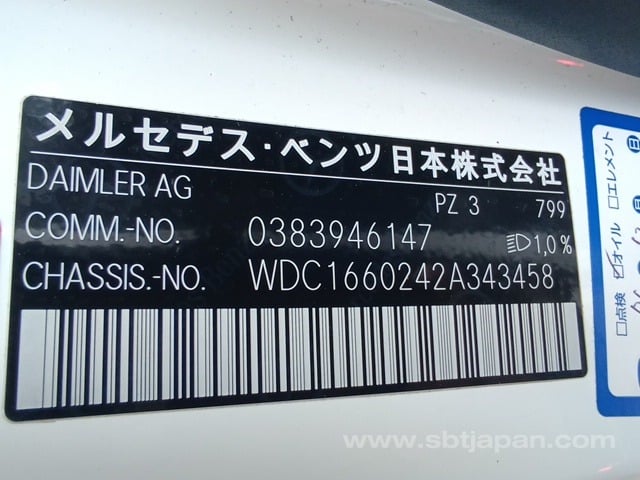 メルセデス・ベンツ日本株式会社
DAIMLER AG PZ 3 799
COMM.-NO. 0383946147 1,0%
CHASSIS.-NO. WDC1660242A343458
□点検 ☑オイル □エレメント
www.sbtjapan.com